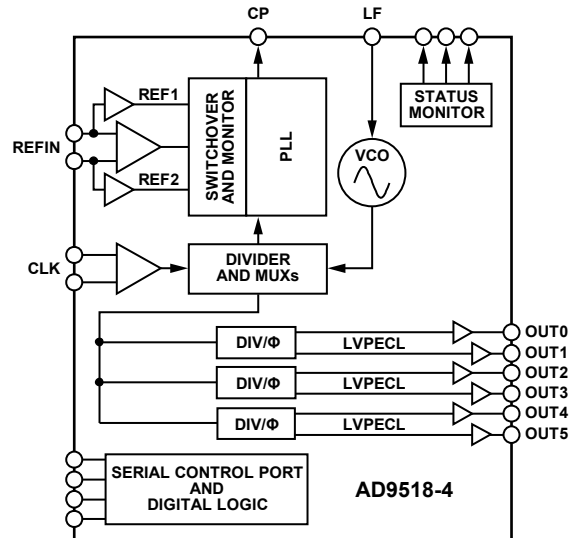 CP
LF
REF1
REFIN
REF2
SWITCHOVER
AND MONITOR
PLL
STATUS
MONITOR
VCO
CLK
DIVIDER
AND MUXs
DIV/Φ
LVPECL
OUT0
OUT1
DIV/Φ
LVPECL
OUT2
OUT3
DIV/Φ
LVPECL
OUT4
OUT5
SERIAL CONTROL PORT
AND
DIGITAL LOGIC
AD9518-4